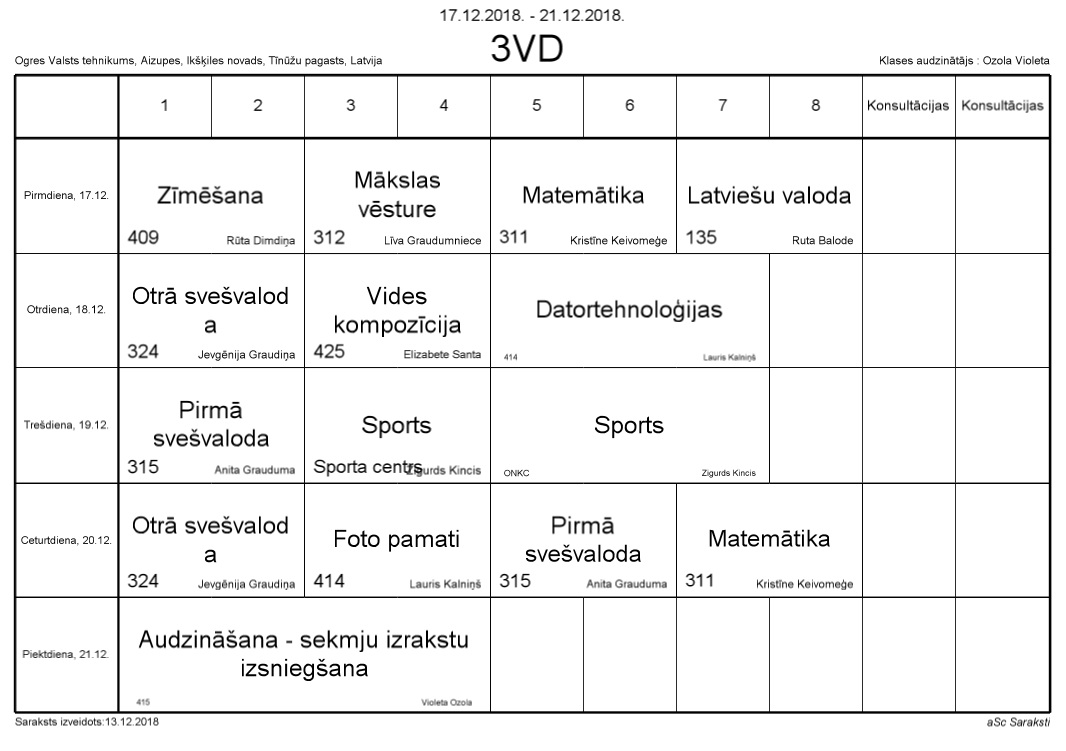 17.12.2018. - 21.12.2018.
3VD
Ogres Valsts tehnikums, Aizupes, Ikšķiles novads, Tīnūžu pagasts, Latvija
Klases audzinātājs : Ozola Violeta
1 2 3 4 5 6 7 8 Konsultācijas Konsultācijas
Pirmdiena, 17.12.
Zīmēšana
409 Rūta Dimdiņa
Mākslas
vēsture
312 Līva Graudumniece
Matemātika
311 Kristīne Keivomeģe
Latviešu valoda
135 Ruta Balode
Otrdiena, 18.12.
Otrā svešvalod
a
324 Jevgēnija Graudiņa
Vides
kompozīcija
425 Elizabete Santa
Datortehnoloģijas
414 Lauris Kalniņš
Trešdiena, 19.12.
Pirmā
svešvaloda
315 Anita Grauduma
Sports
Sporta centrs Zigurds Kincis
Sports
ONKC Zigurds Kincis
Ceturtdiena, 20.12.
Otrā svešvalod
a
324 Jevgēnija Graudiņa
Foto pamati
414 Lauris Kalniņš
Pirmā
svešvaloda
315 Anita Grauduma
Matemātika
311 Kristīne Keivomeģe
Piektdiena, 21.12.
Audzināšana - sekmju izrakstu
izsniegšana
415 Violeta Ozola
Saraksts izveidots:13.12.2018
aSc Saraksti